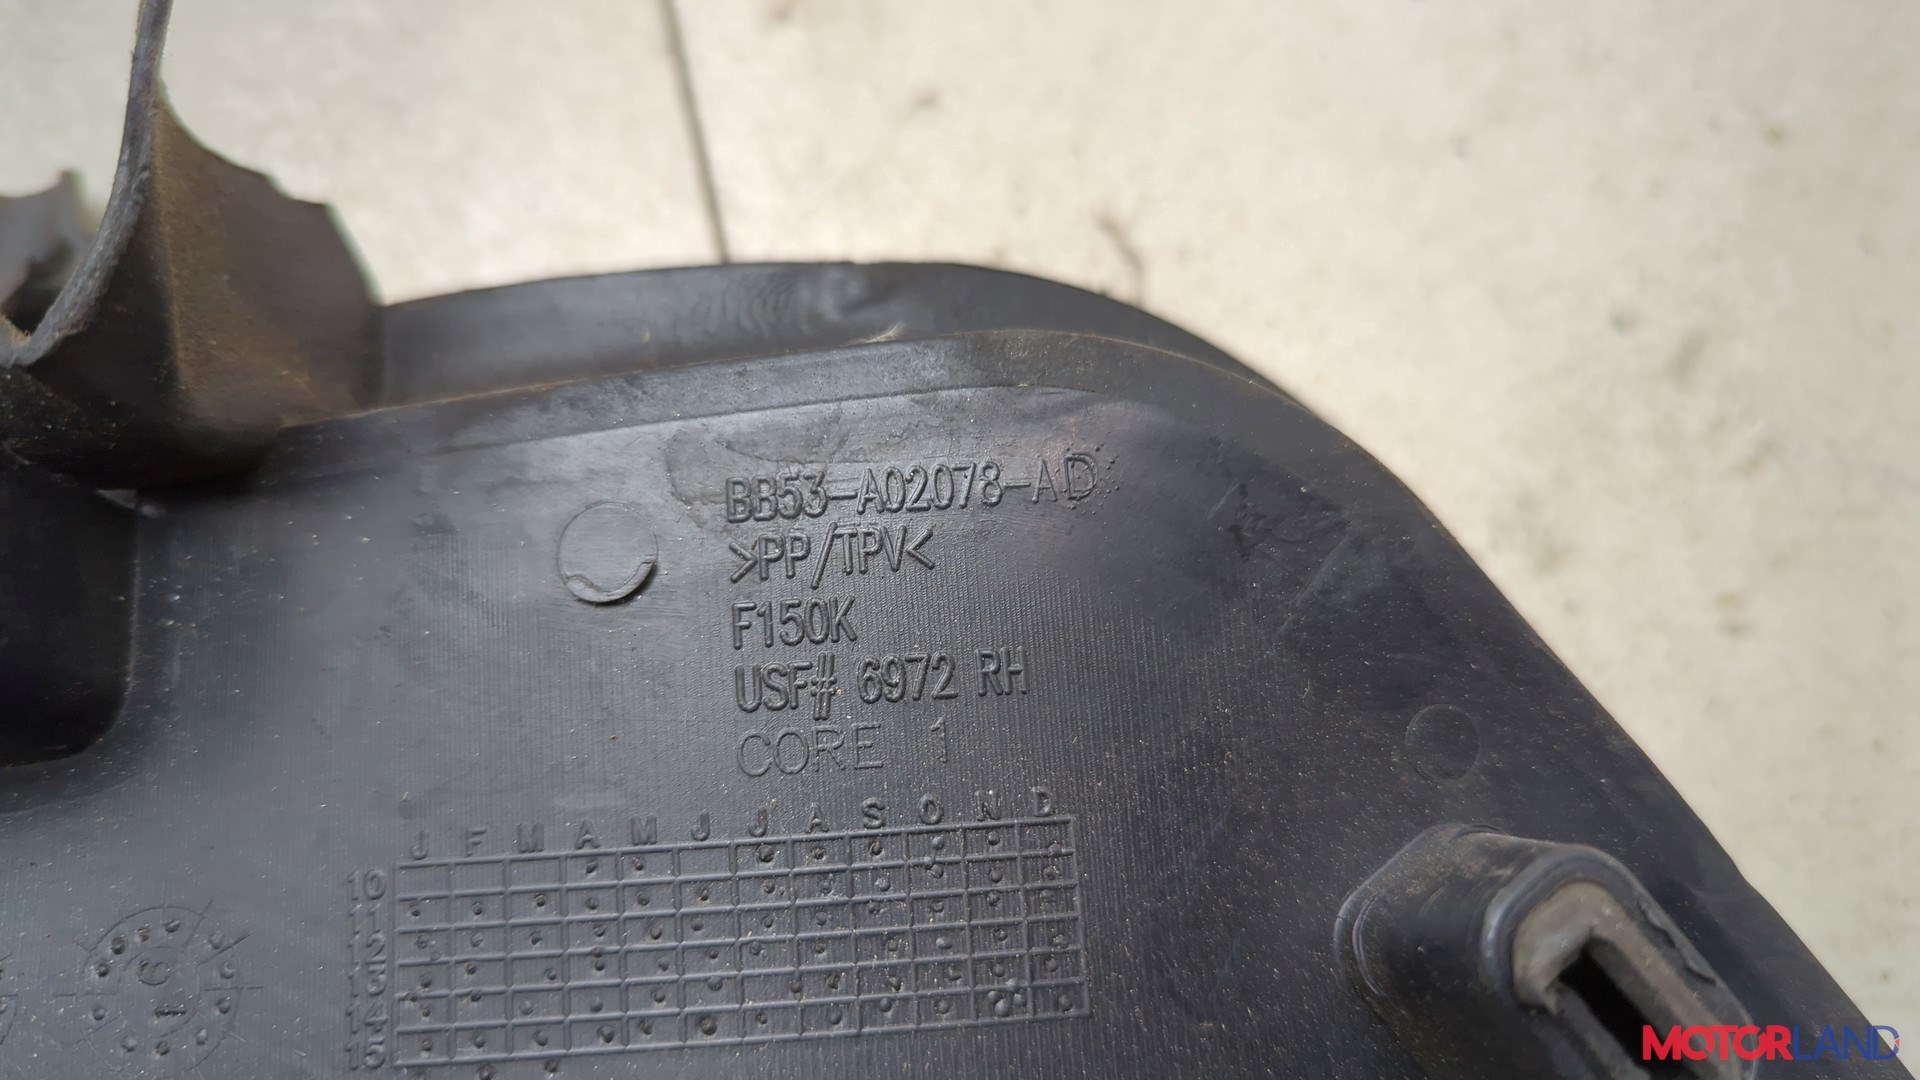 BB53-A02078-AD
>PP/TPV<
F150K
USF# 6972 RH
CORE 1
J F M A M J J A S O N D
10
11
12
13
14
15
MOTORLAND